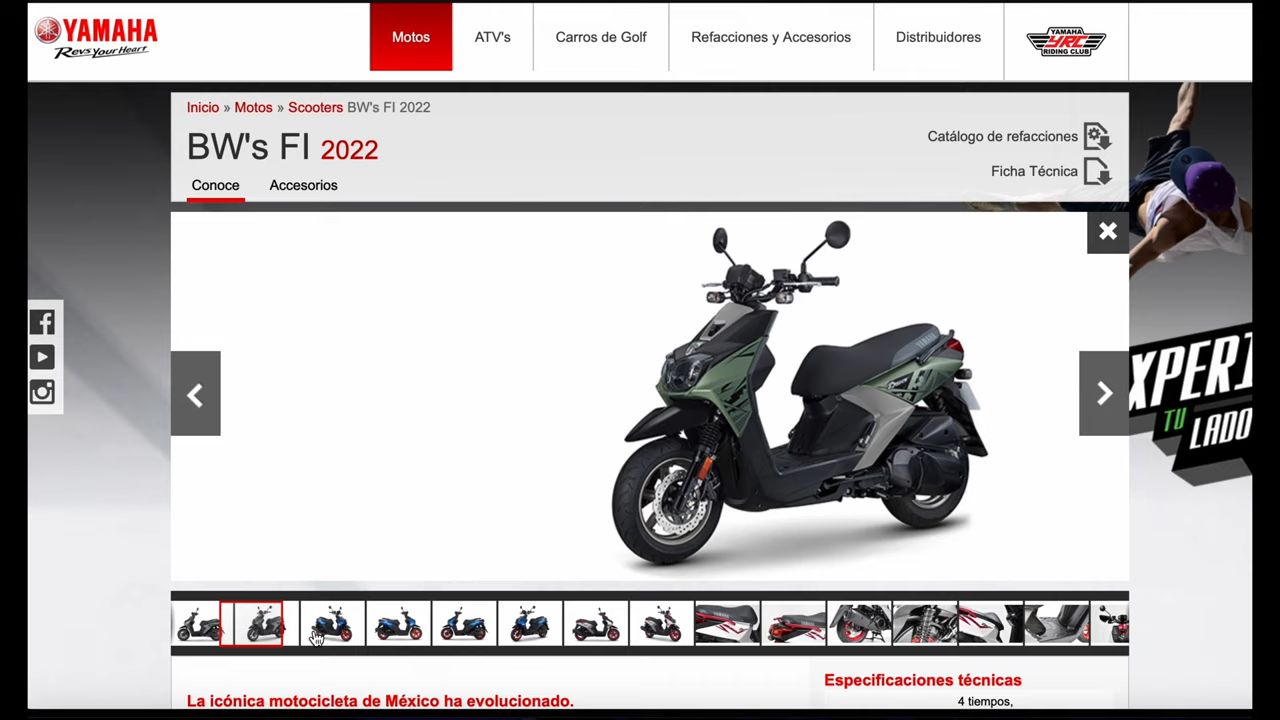 YAMAHA
Revs Your Heart
Motos
ATV's
Carros de Golf
Refacciones y Accesorios
Distribuidores
YAMAHA
YRC
RIDING CLUB
Inicio » Motos » Scooters BW's FI 2022
BW's FI 2022
Catálogo de refacciones
Ficha Técnica
Conoce
Accesorios
XPERI
TU
LADO
La icónica motocicleta de México ha evolucionado.
Especificaciones técnicas
4 tiempos,